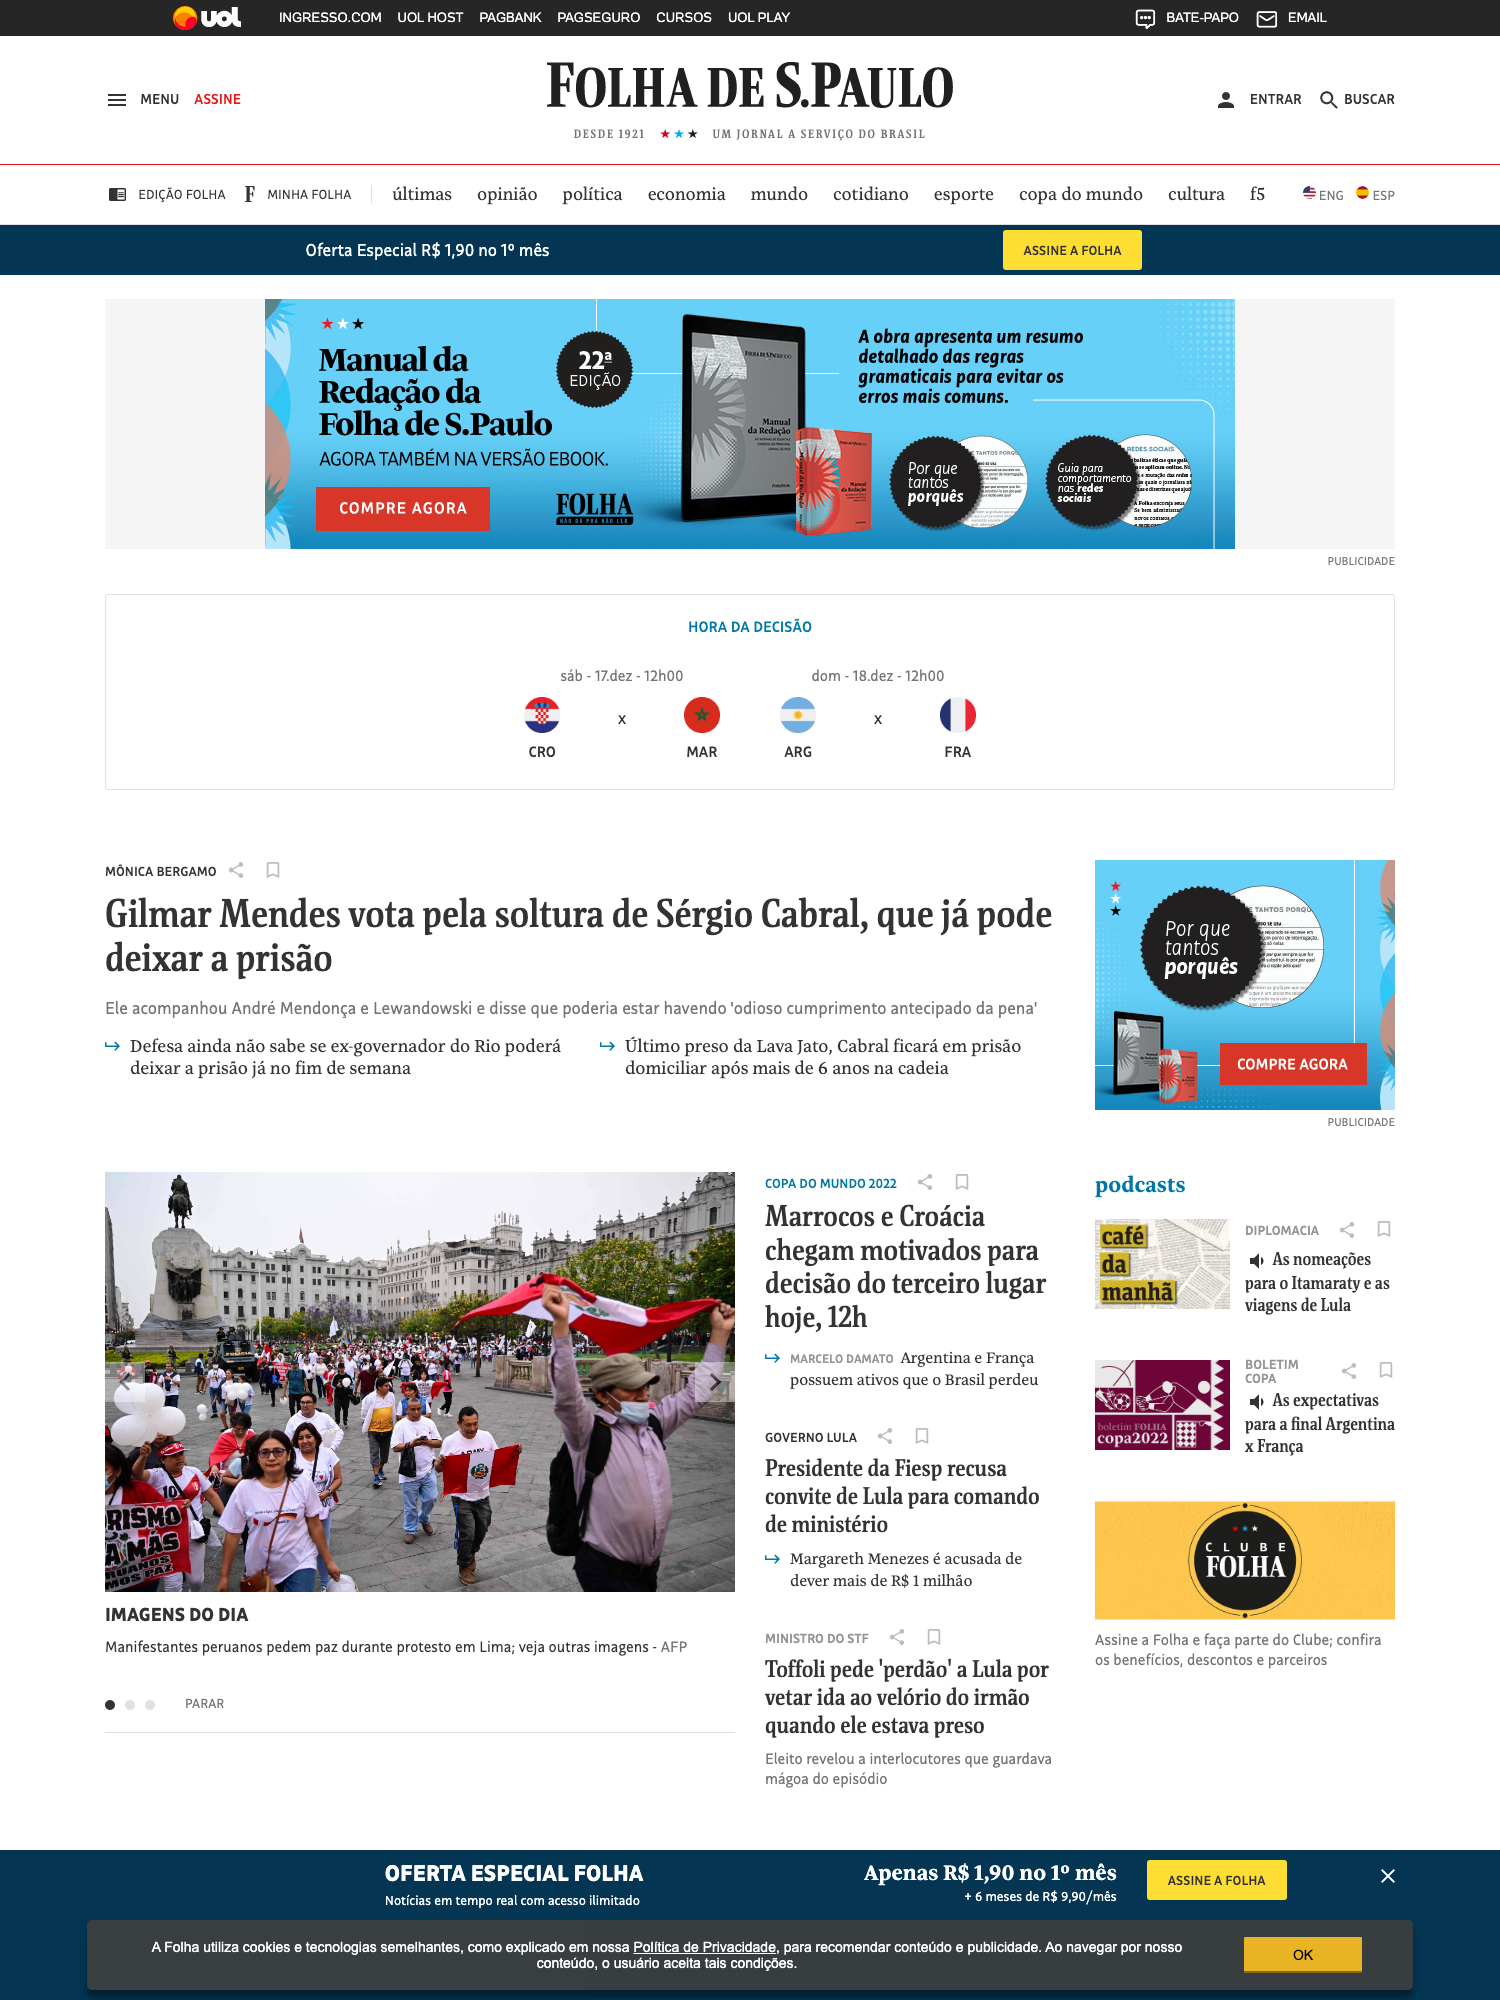 uol INGRESSO.COM UOL HOST PAGBANK PAGSEGURO CURSOS UOL PLAY BATE-PAPO EMAIL
MENU ASSINE
FOLHA DE S.PAULO
DESDE 1921 ★★★ UM JORNAL A SERVIÇO DO BRASIL
ENTRAR BUSCAR
EDIÇÃO FOLHA F MINHA FOLHA últimas opinião política economia mundo cotidiano esporte copa do mundo cultura f5 ENG ESP
Oferta Especial R$ 1,90 no 1º mês
ASSINE A FOLHA
Manual da
Redação da
Folha de S.Paulo
AGORA TAMBÉM NA VERSÃO EBOOK.
COMPRE AGORA
22ª
EDIÇÃO
FOLHA
NÃO DÁ PRA NÃO LER.
Manual
da Redação
A obra apresenta um resumo
detalhado das regras
gramaticais para evitar os
erros mais comuns.
Por que
tantos
porquês
Guia para
comportamento
nas redes
sociais
REDES SOCIAIS
PUBLICIDADE
HORA DA DECISÃO
sáb - 17.dez - 12h00
CRO x MAR
dom - 18.dez - 12h00
ARG x FRA
MÔNICA BERGAMO
Gilmar Mendes vota pela soltura de Sérgio Cabral, que já pode
deixar a prisão
Ele acompanhou André Mendonça e Lewandowski e disse que poderia estar havendo 'odioso cumprimento antecipado da pena'
Defesa ainda não sabe se ex-governador do Rio poderá
deixar a prisão já no fim de semana
Último preso da Lava Jato, Cabral ficará em prisão
domiciliar após mais de 6 anos na cadeia
Por que
tantos
porquês
COMPRE AGORA
PUBLICIDADE
RISMO
A MÁS
IMAGENS DO DIA
Manifestantes peruanos pedem paz durante protesto em Lima; veja outras imagens - AFP
PARAR
COPA DO MUNDO 2022
Marrocos e Croácia
chegam motivados para
decisão do terceiro lugar
hoje, 12h
MARCELO DAMATO Argentina e França
possuem ativos que o Brasil perdeu
GOVERNO LULA
Presidente da Fiesp recusa
convite de Lula para comando
de ministério
Margareth Menezes é acusada de
dever mais de R$ 1 milhão
MINISTRO DO STF
Toffoli pede 'perdão' a Lula por
vetar ida ao velório do irmão
quando ele estava preso
Eleito revelou a interlocutores que guardava
mágoa do episódio
podcasts
café
da
manhã
DIPLOMACIA
As nomeações
para o Itamaraty e as
viagens de Lula
boletim FOLHA
copa2022
BOLETIM
COPA
As expectativas
para a final Argentina
x França
CLUBE
FOLHA
Assine a Folha e faça parte do Clube; confira
os benefícios, descontos e parceiros
OFERTA ESPECIAL FOLHA
Notícias em tempo real com acesso ilimitado
Apenas R$ 1,90 no 1º mês
+ 6 meses de R$ 9,90/mês
ASSINE A FOLHA
A Folha utiliza cookies e tecnologias semelhantes, como explicado em nossa Política de Privacidade, para recomendar conteúdo e publicidade. Ao navegar por nosso
conteúdo, o usuário aceita tais condições.
OK